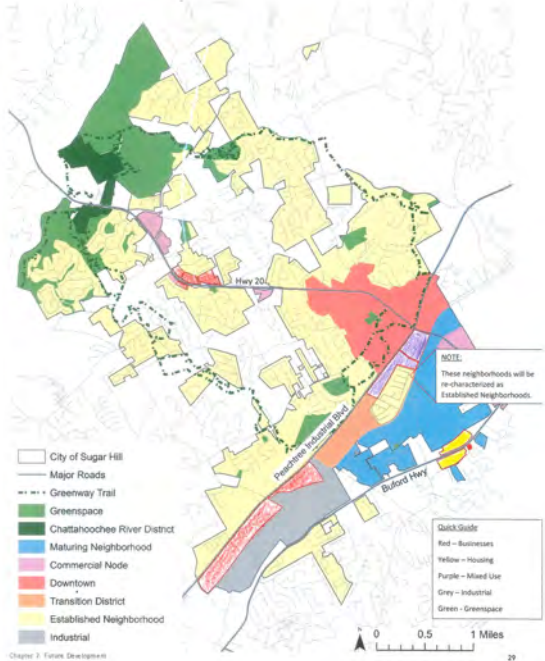 Hwy 20
NOTE:
These neighborhoods will be
re-characterized as
Established Neighborhoods.
Peachtree Industrial Blvd
Buford Hwy
City of Sugar Hill
Major Roads
Greenway Trail
Greenspace
Chattahoochee River District
Maturing Neighborhood
Commercial Node
Downtown
Transition District
Established Neighborhood
Industrial
Quick Guide
Red – Businesses
Yellow – Housing
Purple – Mixed Use
Grey – Industrial
Green - Greenspace
N
0 0.5 1 Miles
Chapter 3: Future Development
29